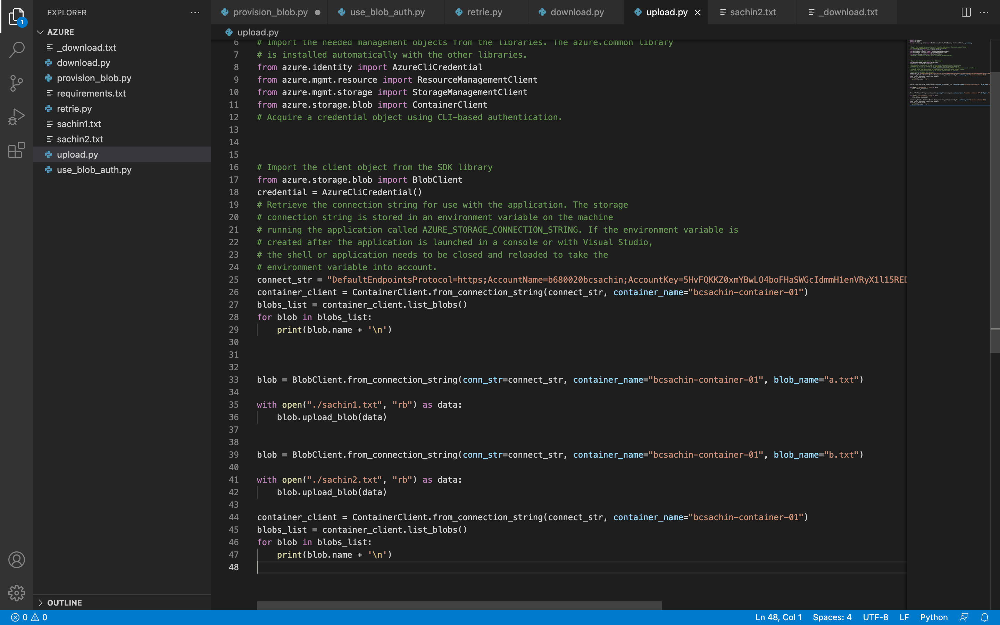 EXPLORER
AZURE
_download.txt
download.py
provision_blob.py
requirements.txt
retrie.py
sachin1.txt
sachin2.txt
upload.py
use_blob_auth.py
OUTLINE
provision_blob.py
use_blob_auth.py
retrie.py
download.py
upload.py
sachin2.txt
_download.txt
upload.py
6 # Import the needed management objects from the libraries. The azure.common library
7 # is installed automatically with the other libraries.
8 from azure.identity import AzureCliCredential
9 from azure.mgmt.resource import ResourceManagementClient
10 from azure.mgmt.storage import StorageManagementClient
11 from azure.storage.blob import ContainerClient
12 # Acquire a credential object using CLI-based authentication.
13
14
15
16 # Import the client object from the SDK library
17 from azure.storage.blob import BlobClient
18 credential = AzureCliCredential()
19 # Retrieve the connection string for use with the application. The storage
20 # connection string is stored in an environment variable on the machine
21 # running the application called AZURE_STORAGE_CONNECTION_STRING. If the environment variable is
22 # created after the application is launched in a console or with Visual Studio,
23 # the shell or application needs to be closed and reloaded to take the
24 # environment variable into account.
25 connect_str = "DefaultEndpointsProtocol=https;AccountName=b680020bcsachin;AccountKey=5HvFQKKZ0xmYBwLO4boFHaSWGcIdmmH1enVRyX1l15RED
26 container_client = ContainerClient.from_connection_string(connect_str, container_name="bcsachin-container-01")
27 blobs_list = container_client.list_blobs()
28 for blob in blobs_list:
29     print(blob.name + '\n')
30
31
32
33 blob = BlobClient.from_connection_string(conn_str=connect_str, container_name="bcsachin-container-01", blob_name="a.txt")
34
35 with open("./sachin1.txt", "rb") as data:
36     blob.upload_blob(data)
37
38
39 blob = BlobClient.from_connection_string(conn_str=connect_str, container_name="bcsachin-container-01", blob_name="b.txt")
40
41 with open("./sachin2.txt", "rb") as data:
42     blob.upload_blob(data)
43
44 container_client = ContainerClient.from_connection_string(connect_str, container_name="bcsachin-container-01")
45 blobs_list = container_client.list_blobs()
46 for blob in blobs_list:
47     print(blob.name + '\n')
48
1
0 0
Ln 48, Col 1
Spaces: 4
UTF-8
LF
Python